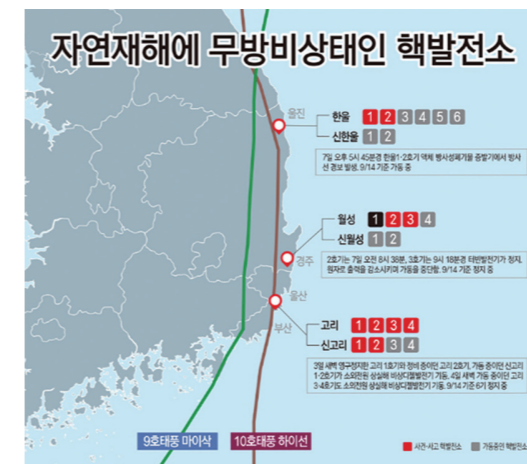 자연재해에 무방비상태인 핵발전소
울진
한울 1 2 3 4 5 6
신한울 1 2
7일 오후 5시 45분경 한울1·2호기 액체 방사성폐기물 증발기에서 방사
선 경보 발생. 9/14 기준 가동 중
월성 1 2 3 4
신월성 1 2
경주
2호기는 7일 오전 8시 38분, 3호기는 9시 18분경 터빈발전기가 정지,
원자로 출력을 감소시키며 가동을 중단함. 9/14 기준 정지 중
울산
부산
고리 1 2 3 4
신고리 1 2 3 4
3일 새벽 영구정지한 고리 1호기와 정비 중이던 고리 2호기, 가동 중이던 신고리
1·2호기가 소외전원 상실해 비상디젤발전기 가동, 4일 새벽 가동 중이던 고리
3·4호기도 소외전원 상실해 비상디젤발전기 가동. 9/14 기준 6기 정지 중
9호태풍 마이삭 10호태풍 하이선
사건·사고 핵발전소 가동중인 핵발전소